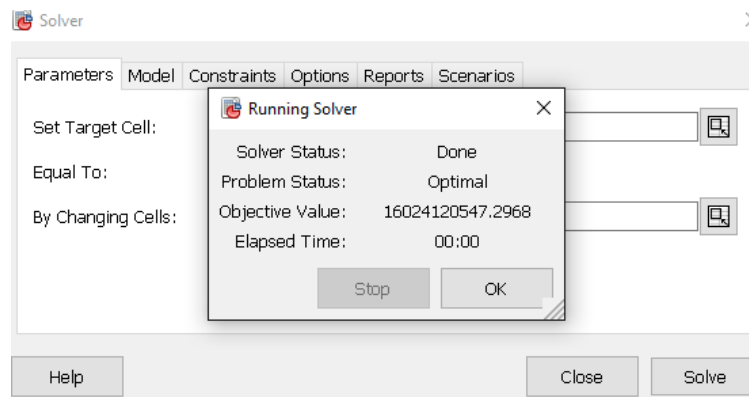 Solver
Parameters Model Constraints Options Reports Scenarios
Set Target Cell:
Equal To:
By Changing Cells:
Running Solver
Solver Status: Done
Problem Status: Optimal
Objective Value: 16024120547.2968
Elapsed Time: 00:00
Stop OK
Help Close Solve